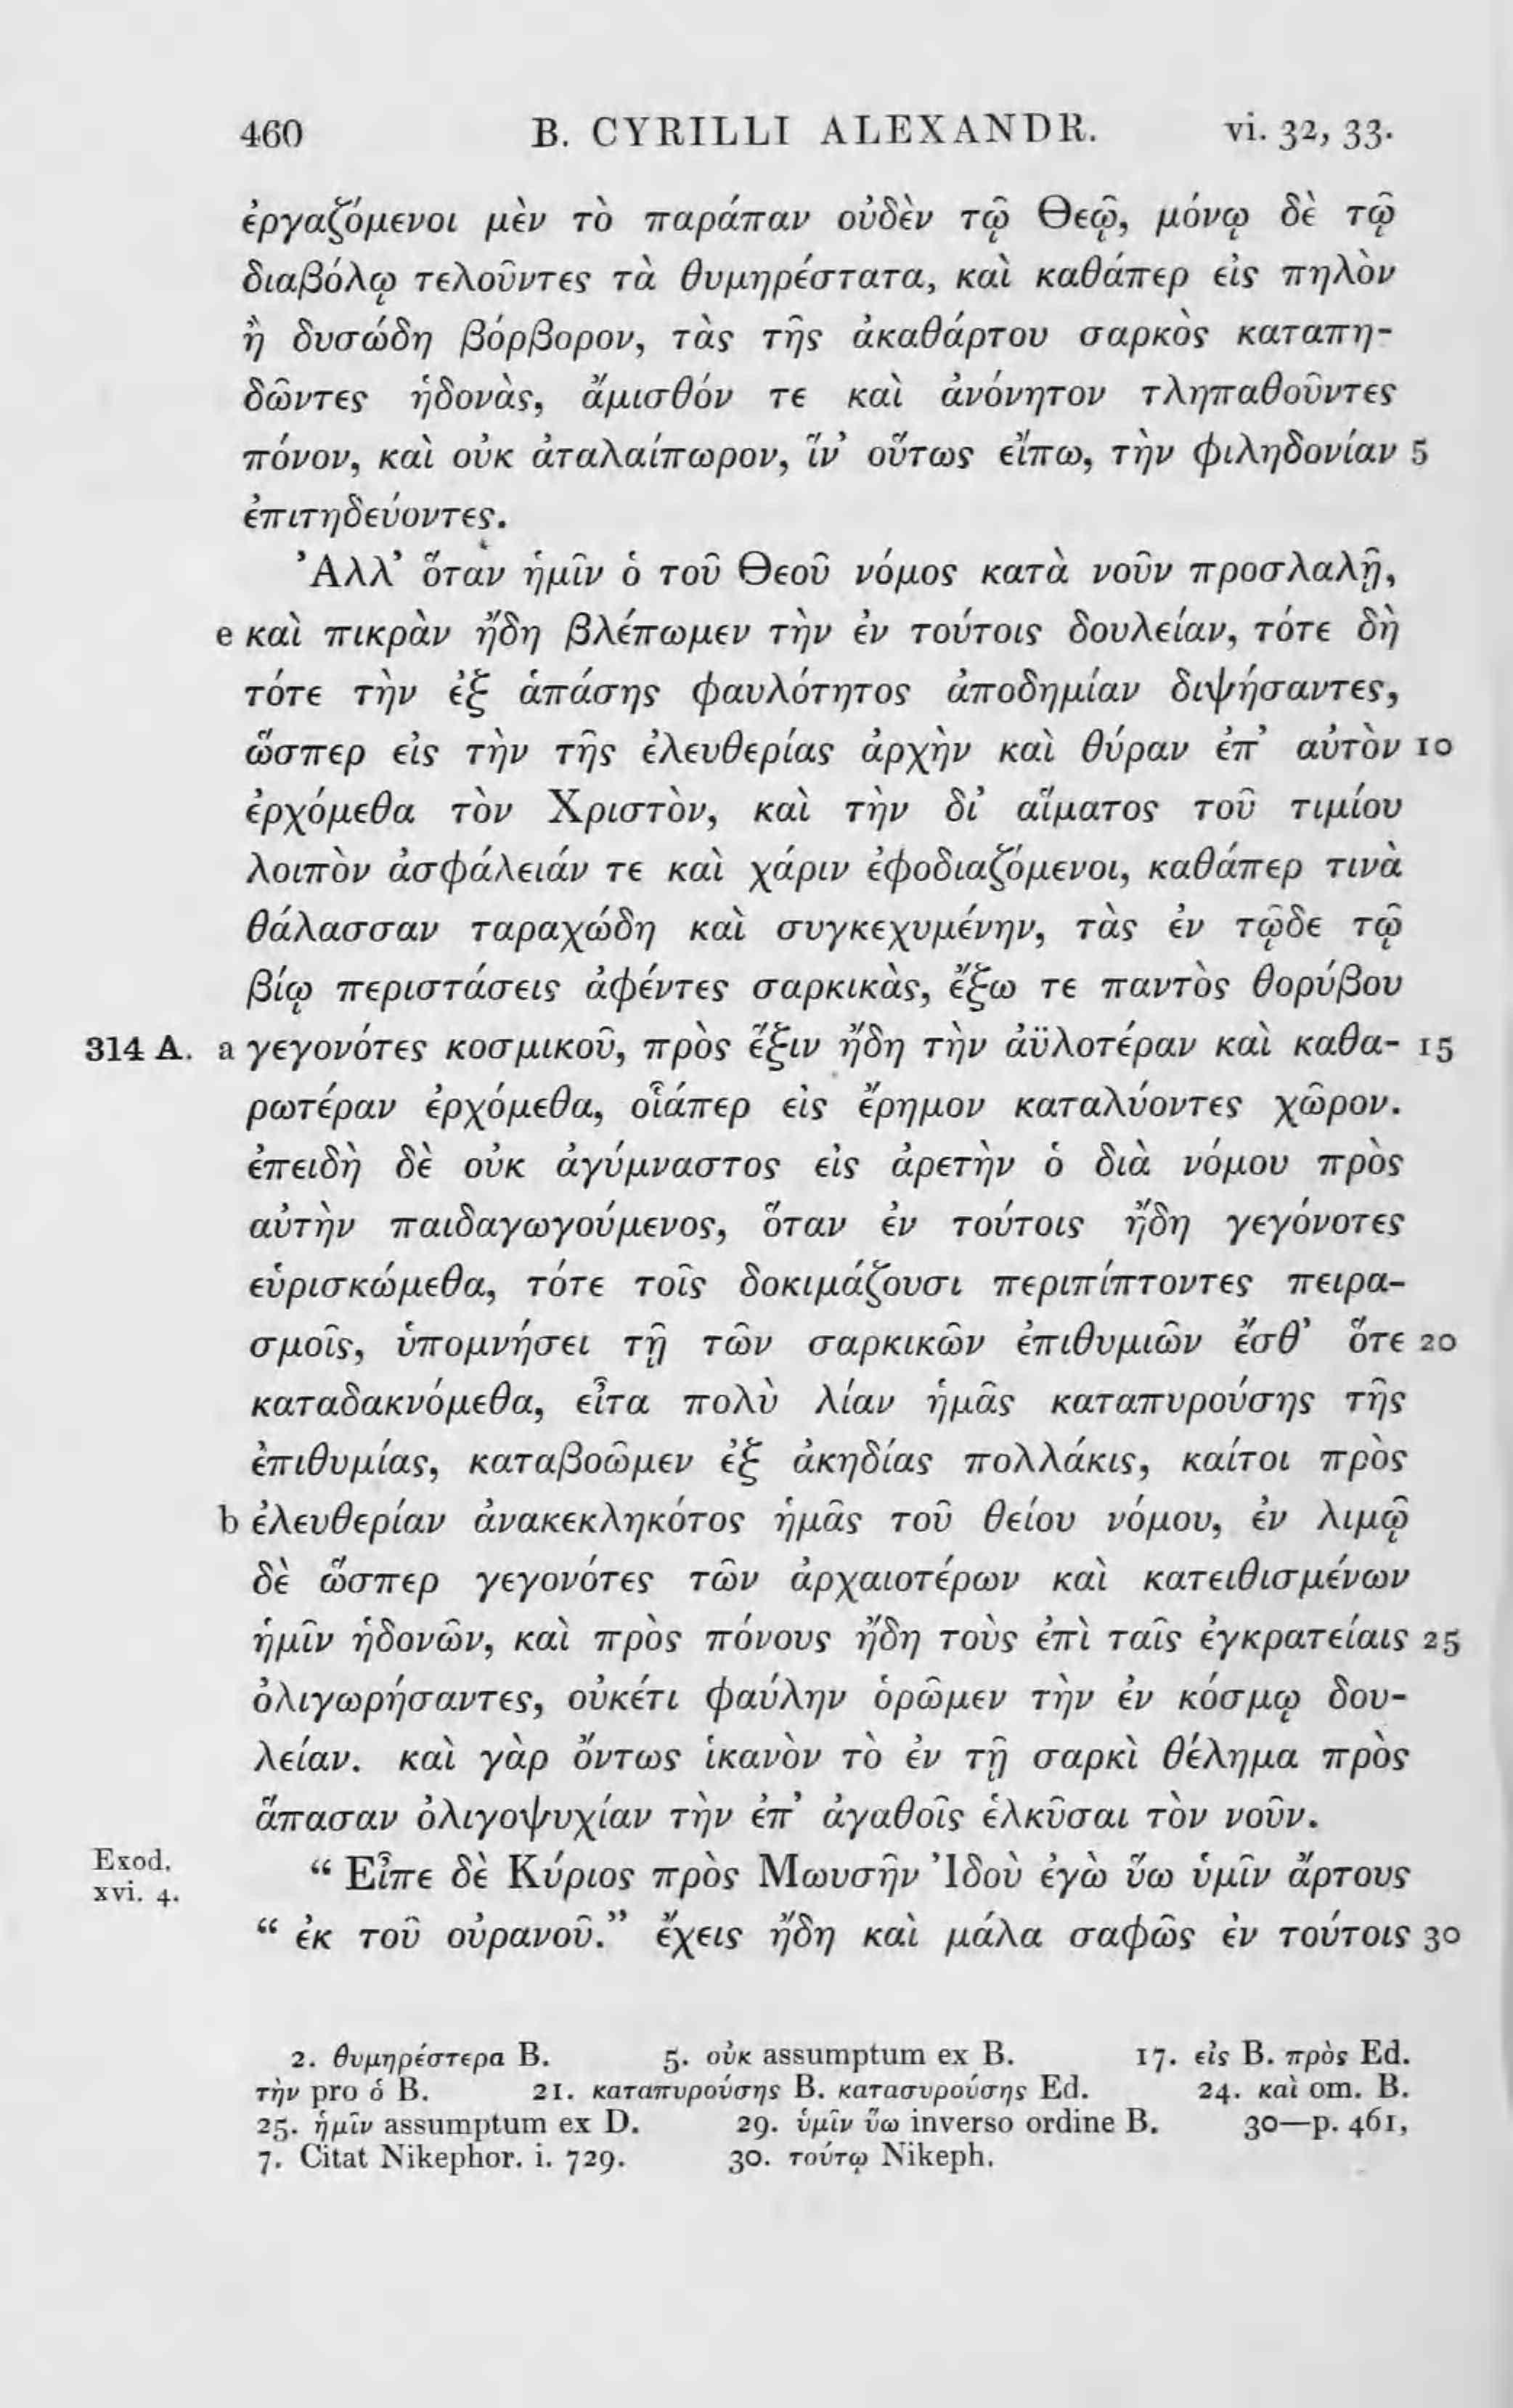 460 B. CYRILLI ALEXANDR. vi. 32, 33.
ἐργαζόμενοι μὲν τὸ παράπαν οὐδὲν τῷ Θεῷ, μόνῳ δὲ τῷ
διαβόλῳ τελοῦντες τὰ θυμηρέστατα, καὶ καθάπερ εἰς πηλὸν
ἢ δυσώδη βόρβορον, τὰς τῆς ἀκαθάρτου σαρκὸς καταπη-
δῶντες ἡδονὰς, ἄμισθόν τε καὶ ἀνόνητον τληπαθοῦντες
πόνον, καὶ οὐκ ἀταλαίπωρον, ἵν' οὕτως εἴπω, τὴν φιληδονίαν 5
ἐπιτηδεύοντες.
Ἀλλ' ὅταν ἡμῖν ὁ τοῦ Θεοῦ νόμος κατὰ νοῦν προσλαλῇ,
e καὶ πικρὰν ἤδη βλέπωμεν τὴν ἐν τούτοις δουλείαν, τότε δὴ
τότε τὴν ἐξ ἁπάσης φαυλότητος ἀποδημίαν διψήσαντες,
ὥσπερ εἰς τὴν τῆς ἐλευθερίας ἀρχὴν καὶ θύραν ἐπ' αὐτὸν 10
ἐρχόμεθα τὸν Χριστὸν, καὶ τὴν δι' αἵματος τοῦ τιμίου
λοιπὸν ἀσφάλειάν τε καὶ χάριν ἐφοδιαζόμενοι, καθάπερ τινὰ
θάλασσαν ταραχώδη καὶ συγκεχυμένην, τὰς ἐν τῷδε τῷ
βίῳ περιστάσεις ἀφέντες σαρκικὰς, ἔξω τε παντὸς θορύβου
314 A. a γεγονότες κοσμικοῦ, πρὸς ἕξιν ἤδη τὴν ἀϋλοτέραν καὶ καθα- 15
ρωτέραν ἐρχόμεθα, οἷάπερ εἰς ἔρημον καταλύοντες χῶρον.
ἐπειδὴ δὲ οὐκ ἀγύμναστος εἰς ἀρετὴν ὁ διὰ νόμου πρὸς
αὐτὴν παιδαγωγούμενος, ὅταν ἐν τούτοις ἤδη γεγόνοτες
εὑρισκώμεθα, τότε τοῖς δοκιμάζουσι περιπίπτοντες πειρα-
σμοῖς, ὑπομνήσει τῇ τῶν σαρκικῶν ἐπιθυμιῶν ἔσθ' ὅτε 20
καταδακνόμεθα, εἶτα πολὺ λίαν ἡμᾶς καταπυρούσης τῆς
ἐπιθυμίας, καταβοῶμεν ἐξ ἀκηδίας πολλάκις, καίτοι πρὸς
b ἐλευθερίαν ἀνακεκληκότος ἡμᾶς τοῦ θείου νόμου, ἐν λιμῷ
δὲ ὥσπερ γεγονότες τῶν ἀρχαιοτέρων καὶ κατειθισμένων
ἡμῖν ἡδονῶν, καὶ πρὸς πόνους ἤδη τοὺς ἐπὶ ταῖς ἐγκρατείαις 25
ὀλιγωρήσαντες, οὐκέτι φαύλην ὁρῶμεν τὴν ἐν κόσμῳ δου-
λείαν. καὶ γὰρ ὄντως ἱκανὸν τὸ ἐν τῇ σαρκὶ θέλημα πρὸς
ἅπασαν ὀλιγοψυχίαν τὴν ἐπ' ἀγαθοῖς ἑλκῦσαι τὸν νοῦν.
Exod. xvi. 4. “ Εἶπε δὲ Κύριος πρὸς Μωυσῆν Ἰδοὺ ἐγὼ ὕω ὑμῖν ἄρτους
“ ἐκ τοῦ οὐρανοῦ.” ἔχεις ἤδη καὶ μάλα σαφῶς ἐν τούτοις 30
2. θυμηρέστερα B. 5. οὐκ assumptum ex B. 17. εἰς B. πρὸς Ed.
τὴν pro ὁ B. 21. καταπυρούσης B. κατασυρούσης Ed. 24. καὶ om. B.
25. ἡμῖν assumptum ex D. 29. ὑμῖν ὕω inverso ordine B. 30—p. 461,
7. Citat Nikephor. i. 729. 30. τούτῳ Nikeph.